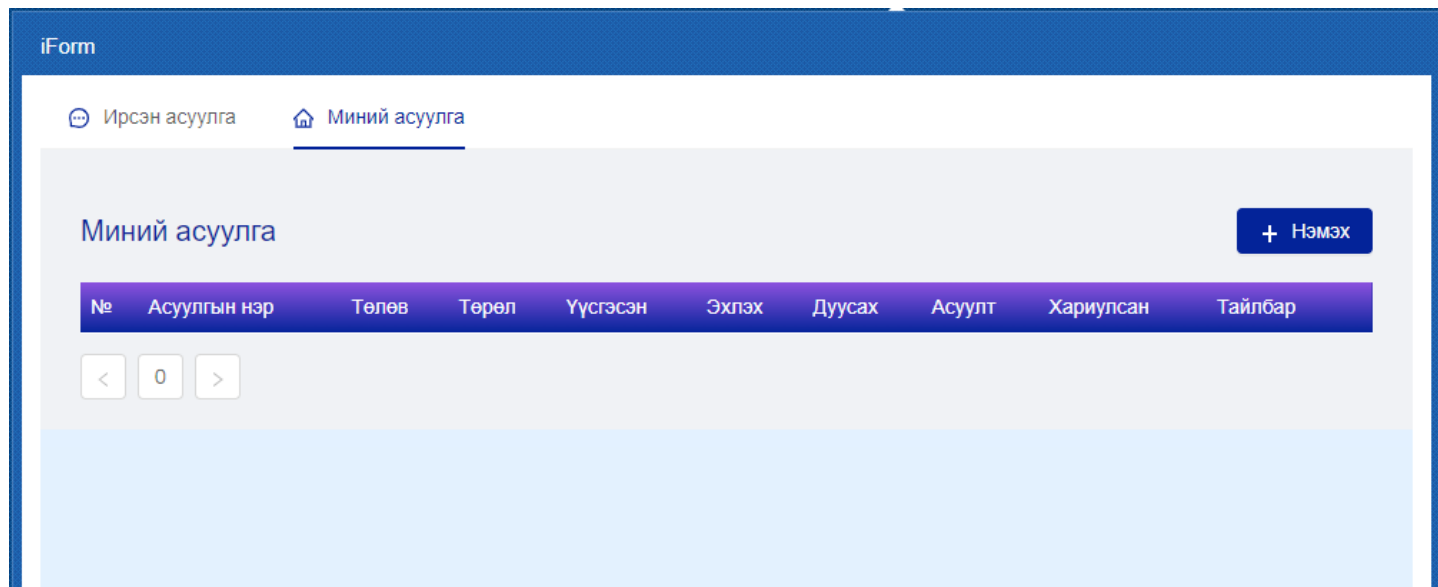 iForm
Ирсэн асуулга Миний асуулга
Миний асуулга + Нэмэх
№ Асуулгын нэр Төлөв Төрөл Үүсгэсэн Эхлэх Дуусах Асуулт Хариулсан Тайлбар
< 0 >